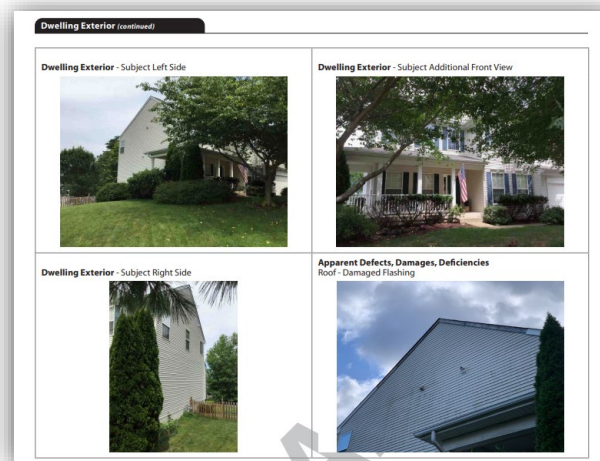 Dwelling Exterior (continued)
Dwelling Exterior - Subject Left Side
Dwelling Exterior - Subject Additional Front View
Dwelling Exterior - Subject Right Side
Apparent Defects, Damages, Deficiencies
Roof - Damaged Flashing